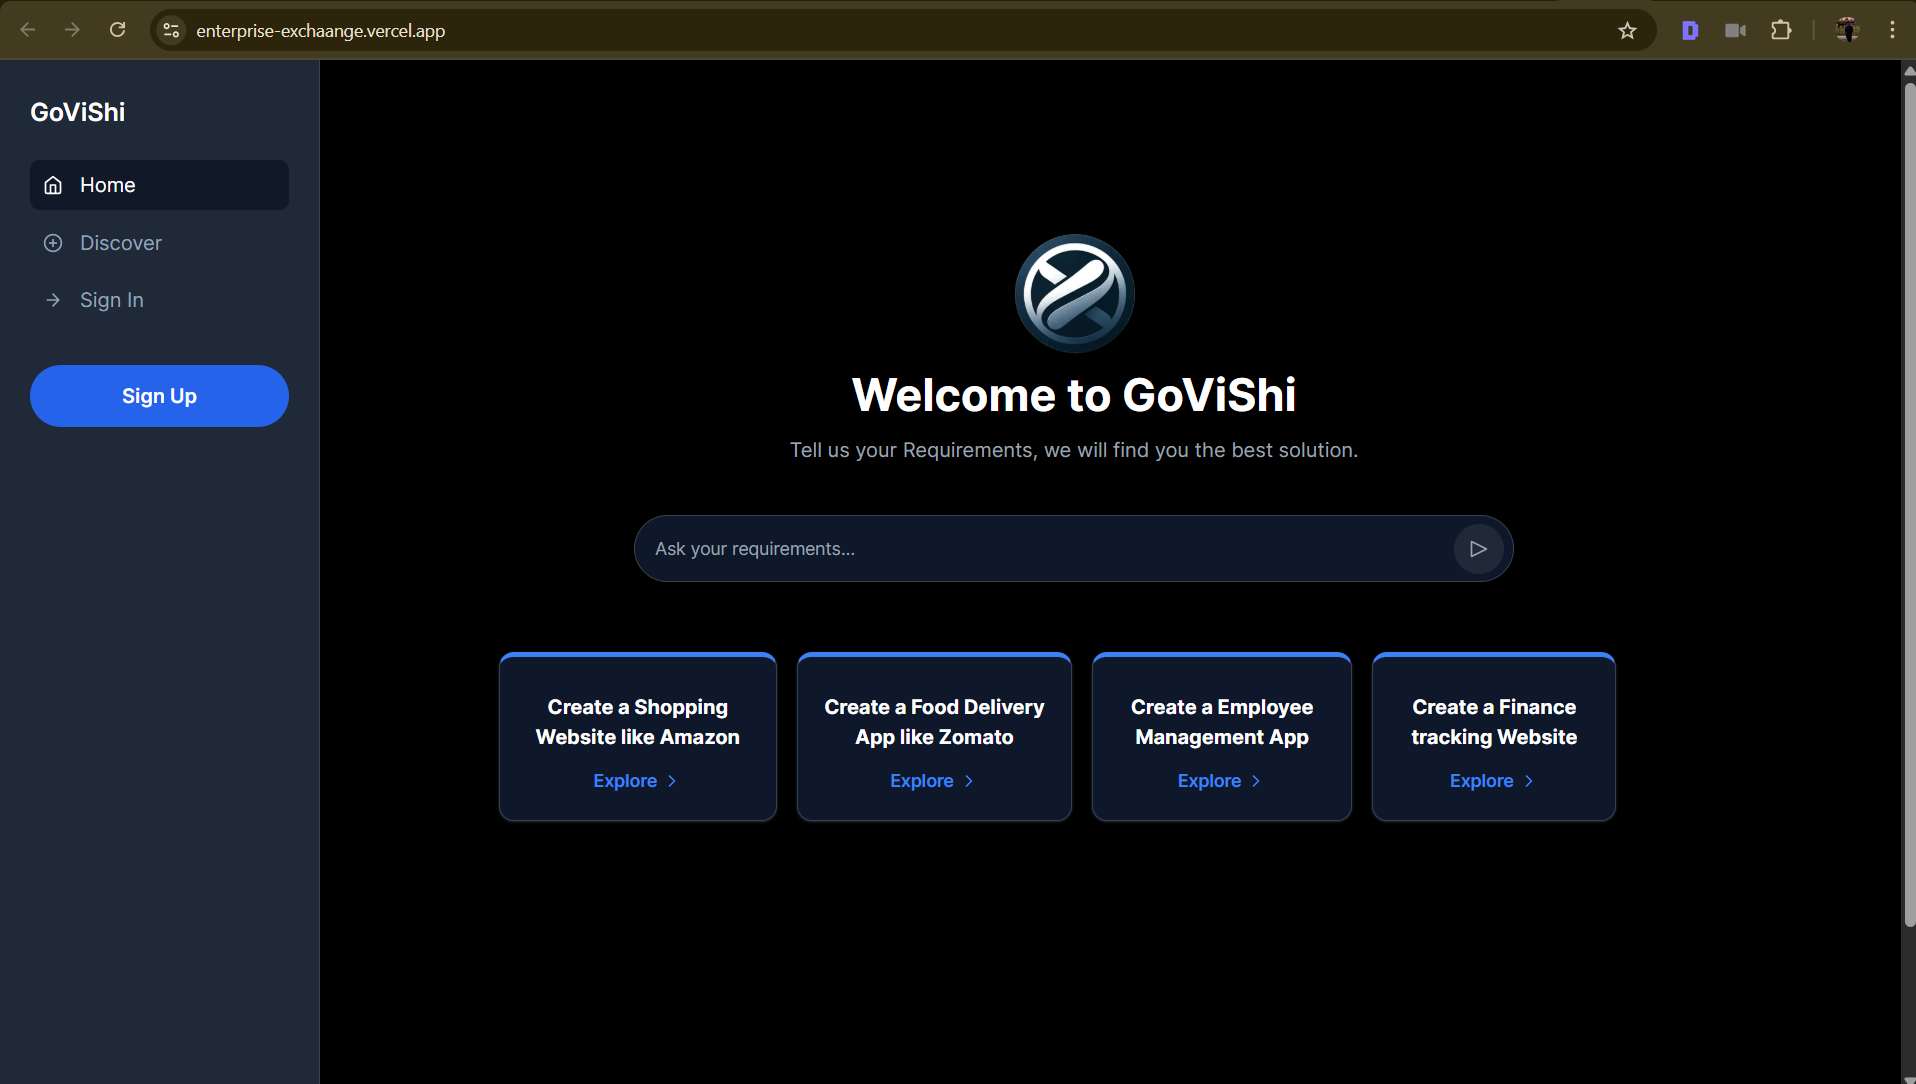 enterprise-exchaange.vercel.app
GoViShi
Home
Discover
Sign In
Sign Up
Welcome to GoViShi
Tell us your Requirements, we will find you the best solution.
Ask your requirements...
Create a Shopping
Website like Amazon
Explore
Create a Food Delivery
App like Zomato
Explore
Create a Employee
Management App
Explore
Create a Finance
tracking Website
Explore